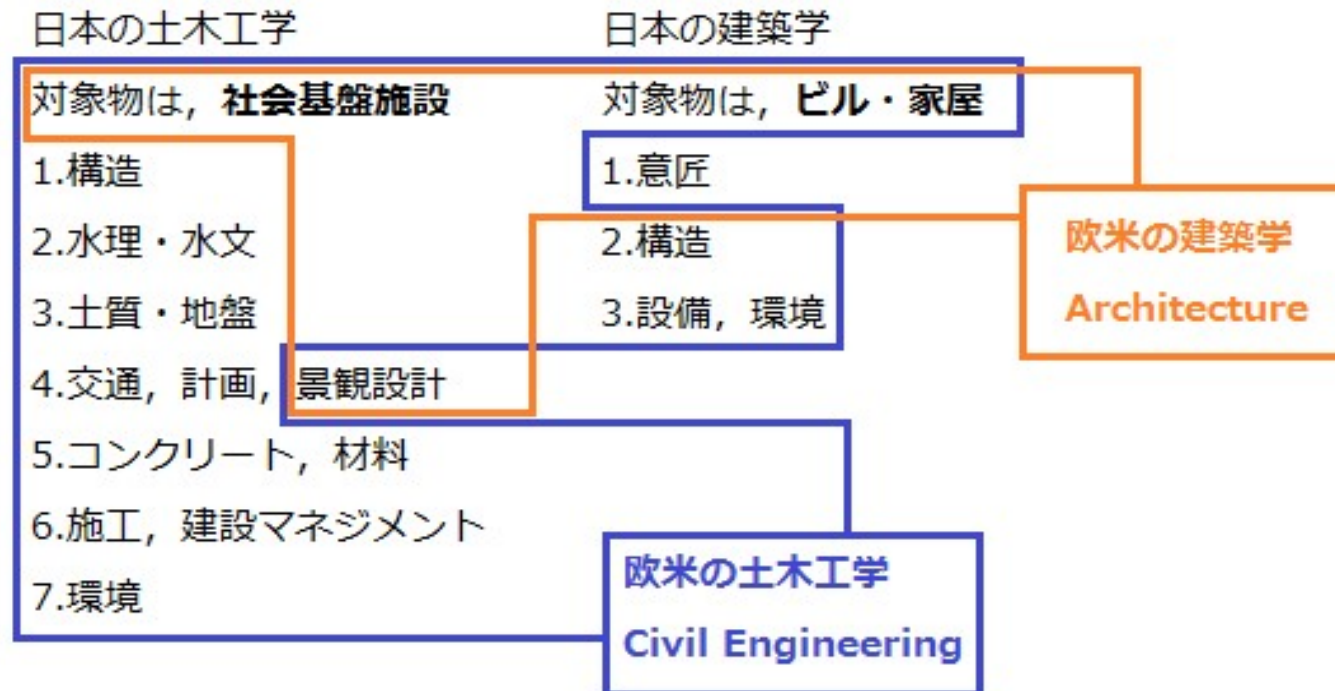 日本の土木工学
対象物は，社会基盤施設
1.構造
2.水理・水文
3.土質・地盤
4.交通，計画，景観設計
5.コンクリート，材料
6.施工，建設マネジメント
7.環境
日本の建築学
対象物は，ビル・家屋
1.意匠
2.構造
3.設備，環境
欧米の建築学
Architecture
欧米の土木工学
Civil Engineering